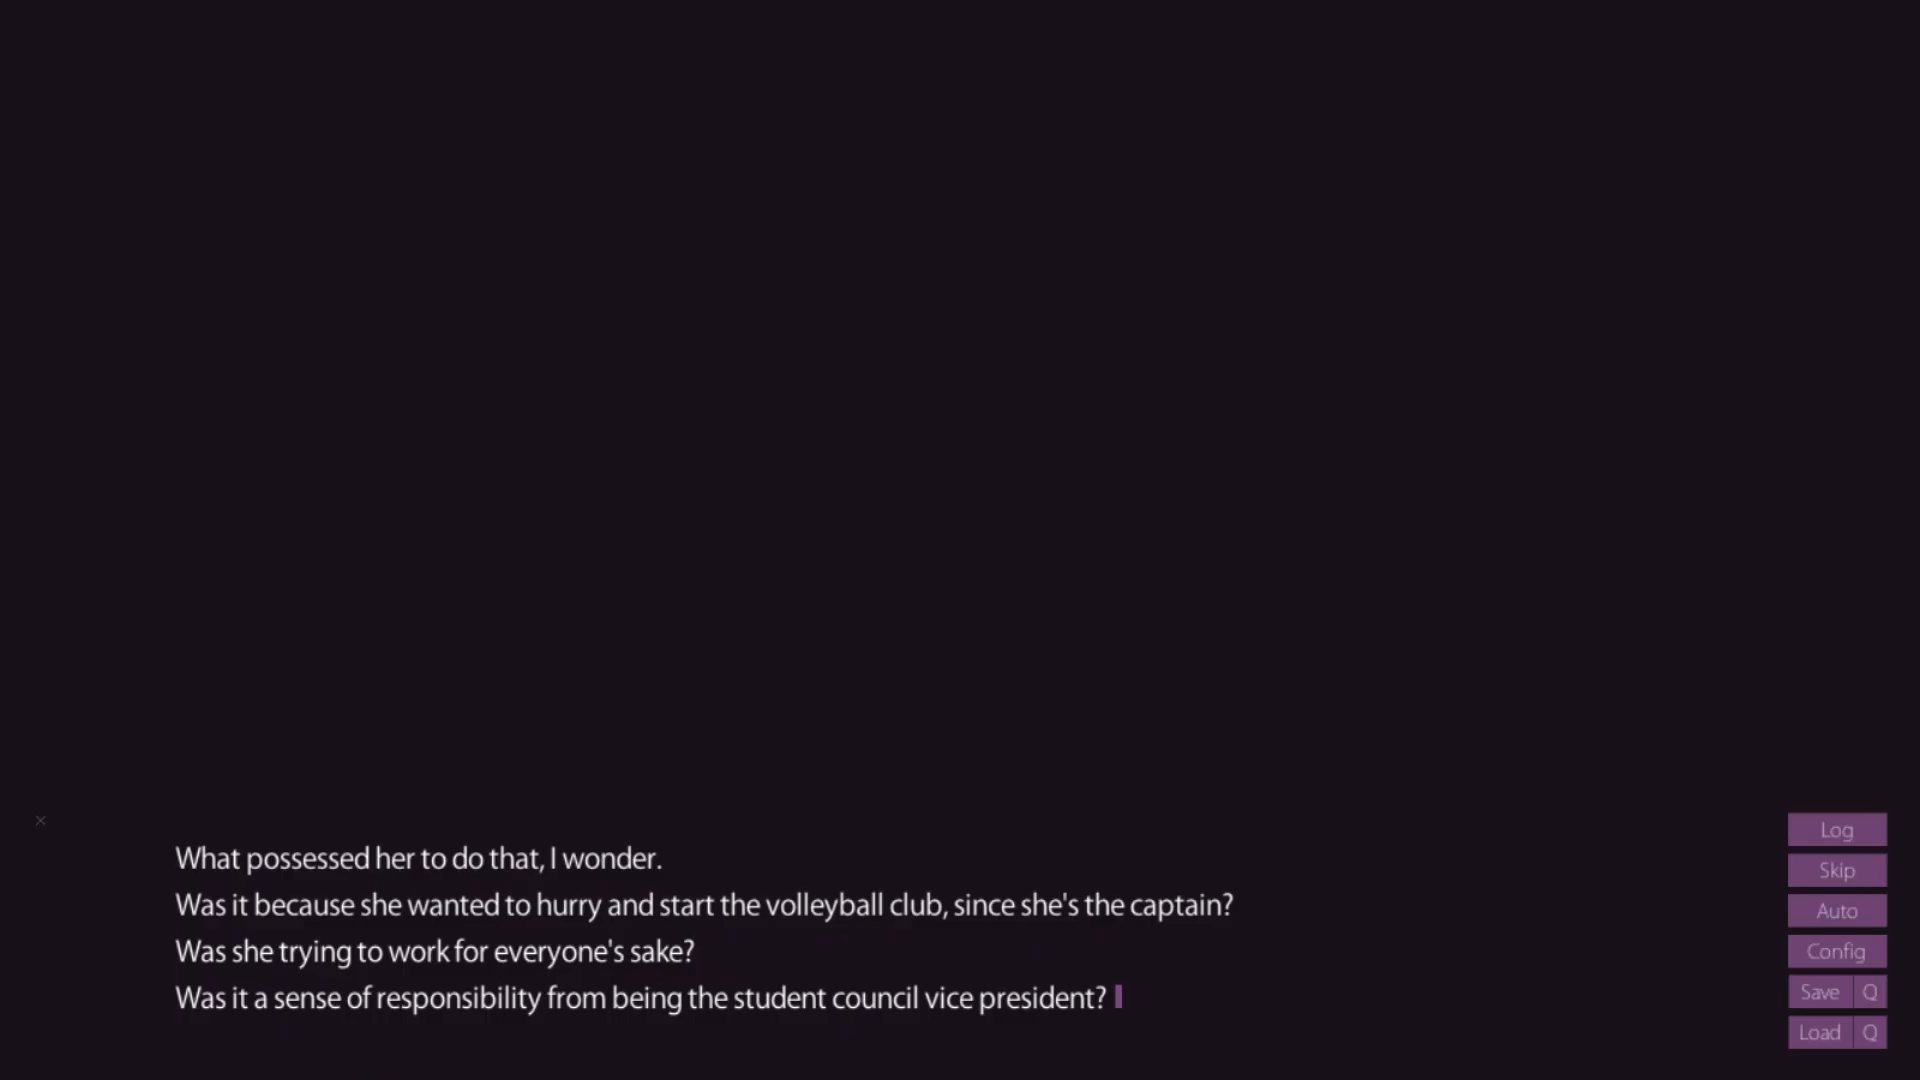 What possessed her to do that, I wonder.
Was it because she wanted to hurry and start the volleyball club, since she's the captain?
Was she trying to work for everyone's sake?
Was it a sense of responsibility from being the student council vice president?
Log
Skip
Auto
Config
Save Q
Load Q